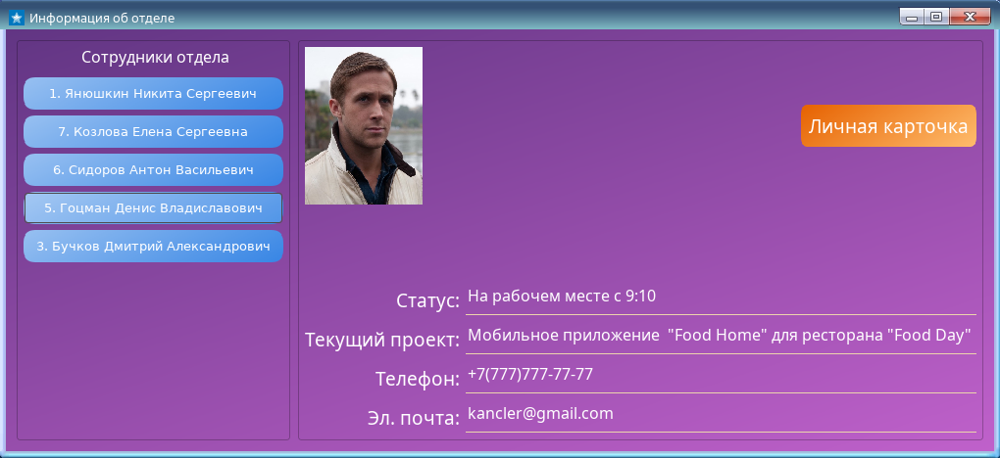 Информация об отделе
Сотрудники отдела
1. Янюшкин Никита Сергеевич
7. Козлова Елена Сергеевна
6. Сидоров Антон Васильевич
5. Гоцман Денис Владиславович
3. Бучков Дмитрий Александрович
Личная карточка
Статус: На рабочем месте с 9:10
Текущий проект: Мобильное приложение  "Food Home" для ресторана "Food Day"
Телефон: +7(777)777-77-77
Эл. почта: kancler@gmail.com